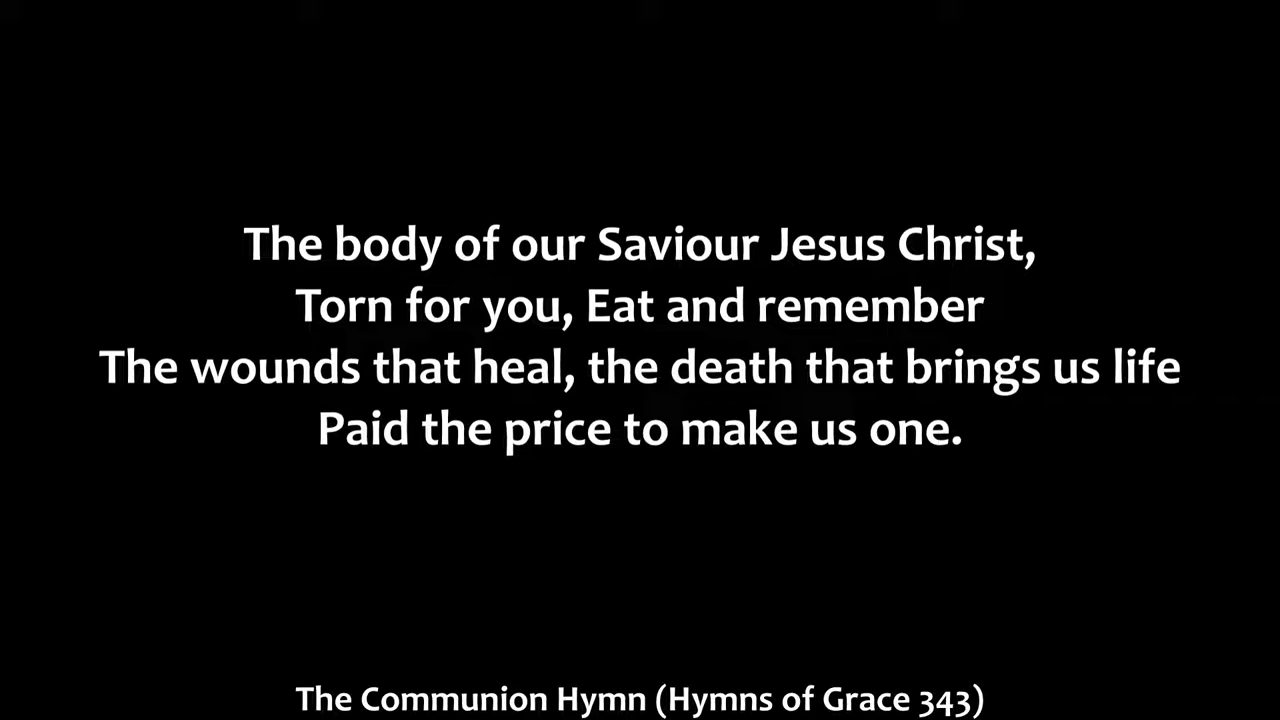 The body of our Saviour Jesus Christ,
Torn for you, Eat and remember
The wounds that heal, the death that brings us life
Paid the price to make us one.
The Communion Hymn (Hymns of Grace 343)